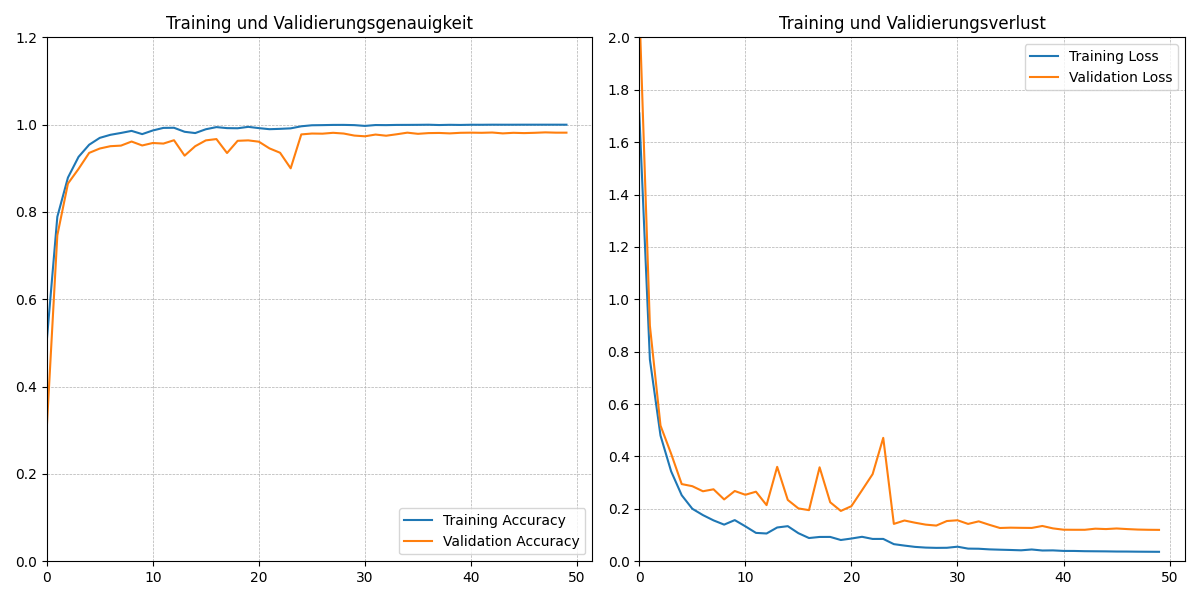 Training und Validierungsgenauigkeit
1.2
1.0
0.8
0.6
0.4
0.2
0.0
0 10 20 30 40 50
Training Accuracy
Validation Accuracy
Training und Validierungsverlust
2.0
1.8
1.6
1.4
1.2
1.0
0.8
0.6
0.4
0.2
0.0
0 10 20 30 40 50
Training Loss
Validation Loss